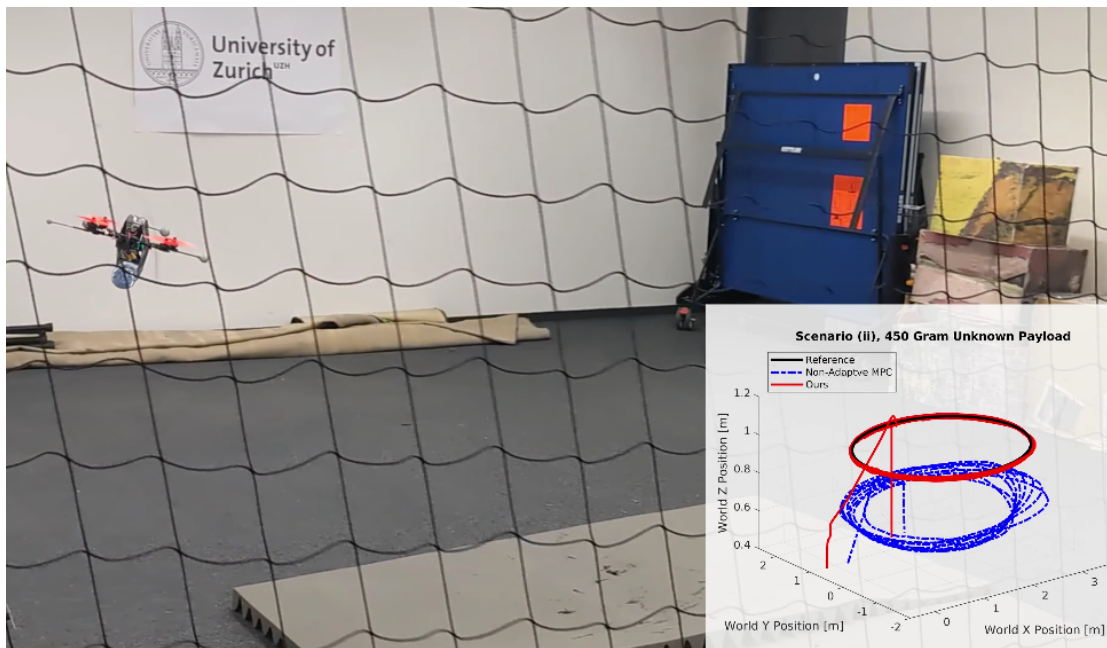 University of
Zurich UZH
Scenario (ii), 450 Gram Unknown Payload
Reference
Non-Adaptve MPC
Ours
1.2
1
0.8
0.6
0.4
World Z Position [m]
2
1
0
-1
-2
World Y Position [m]
0
1
2
3
World X Position [m]